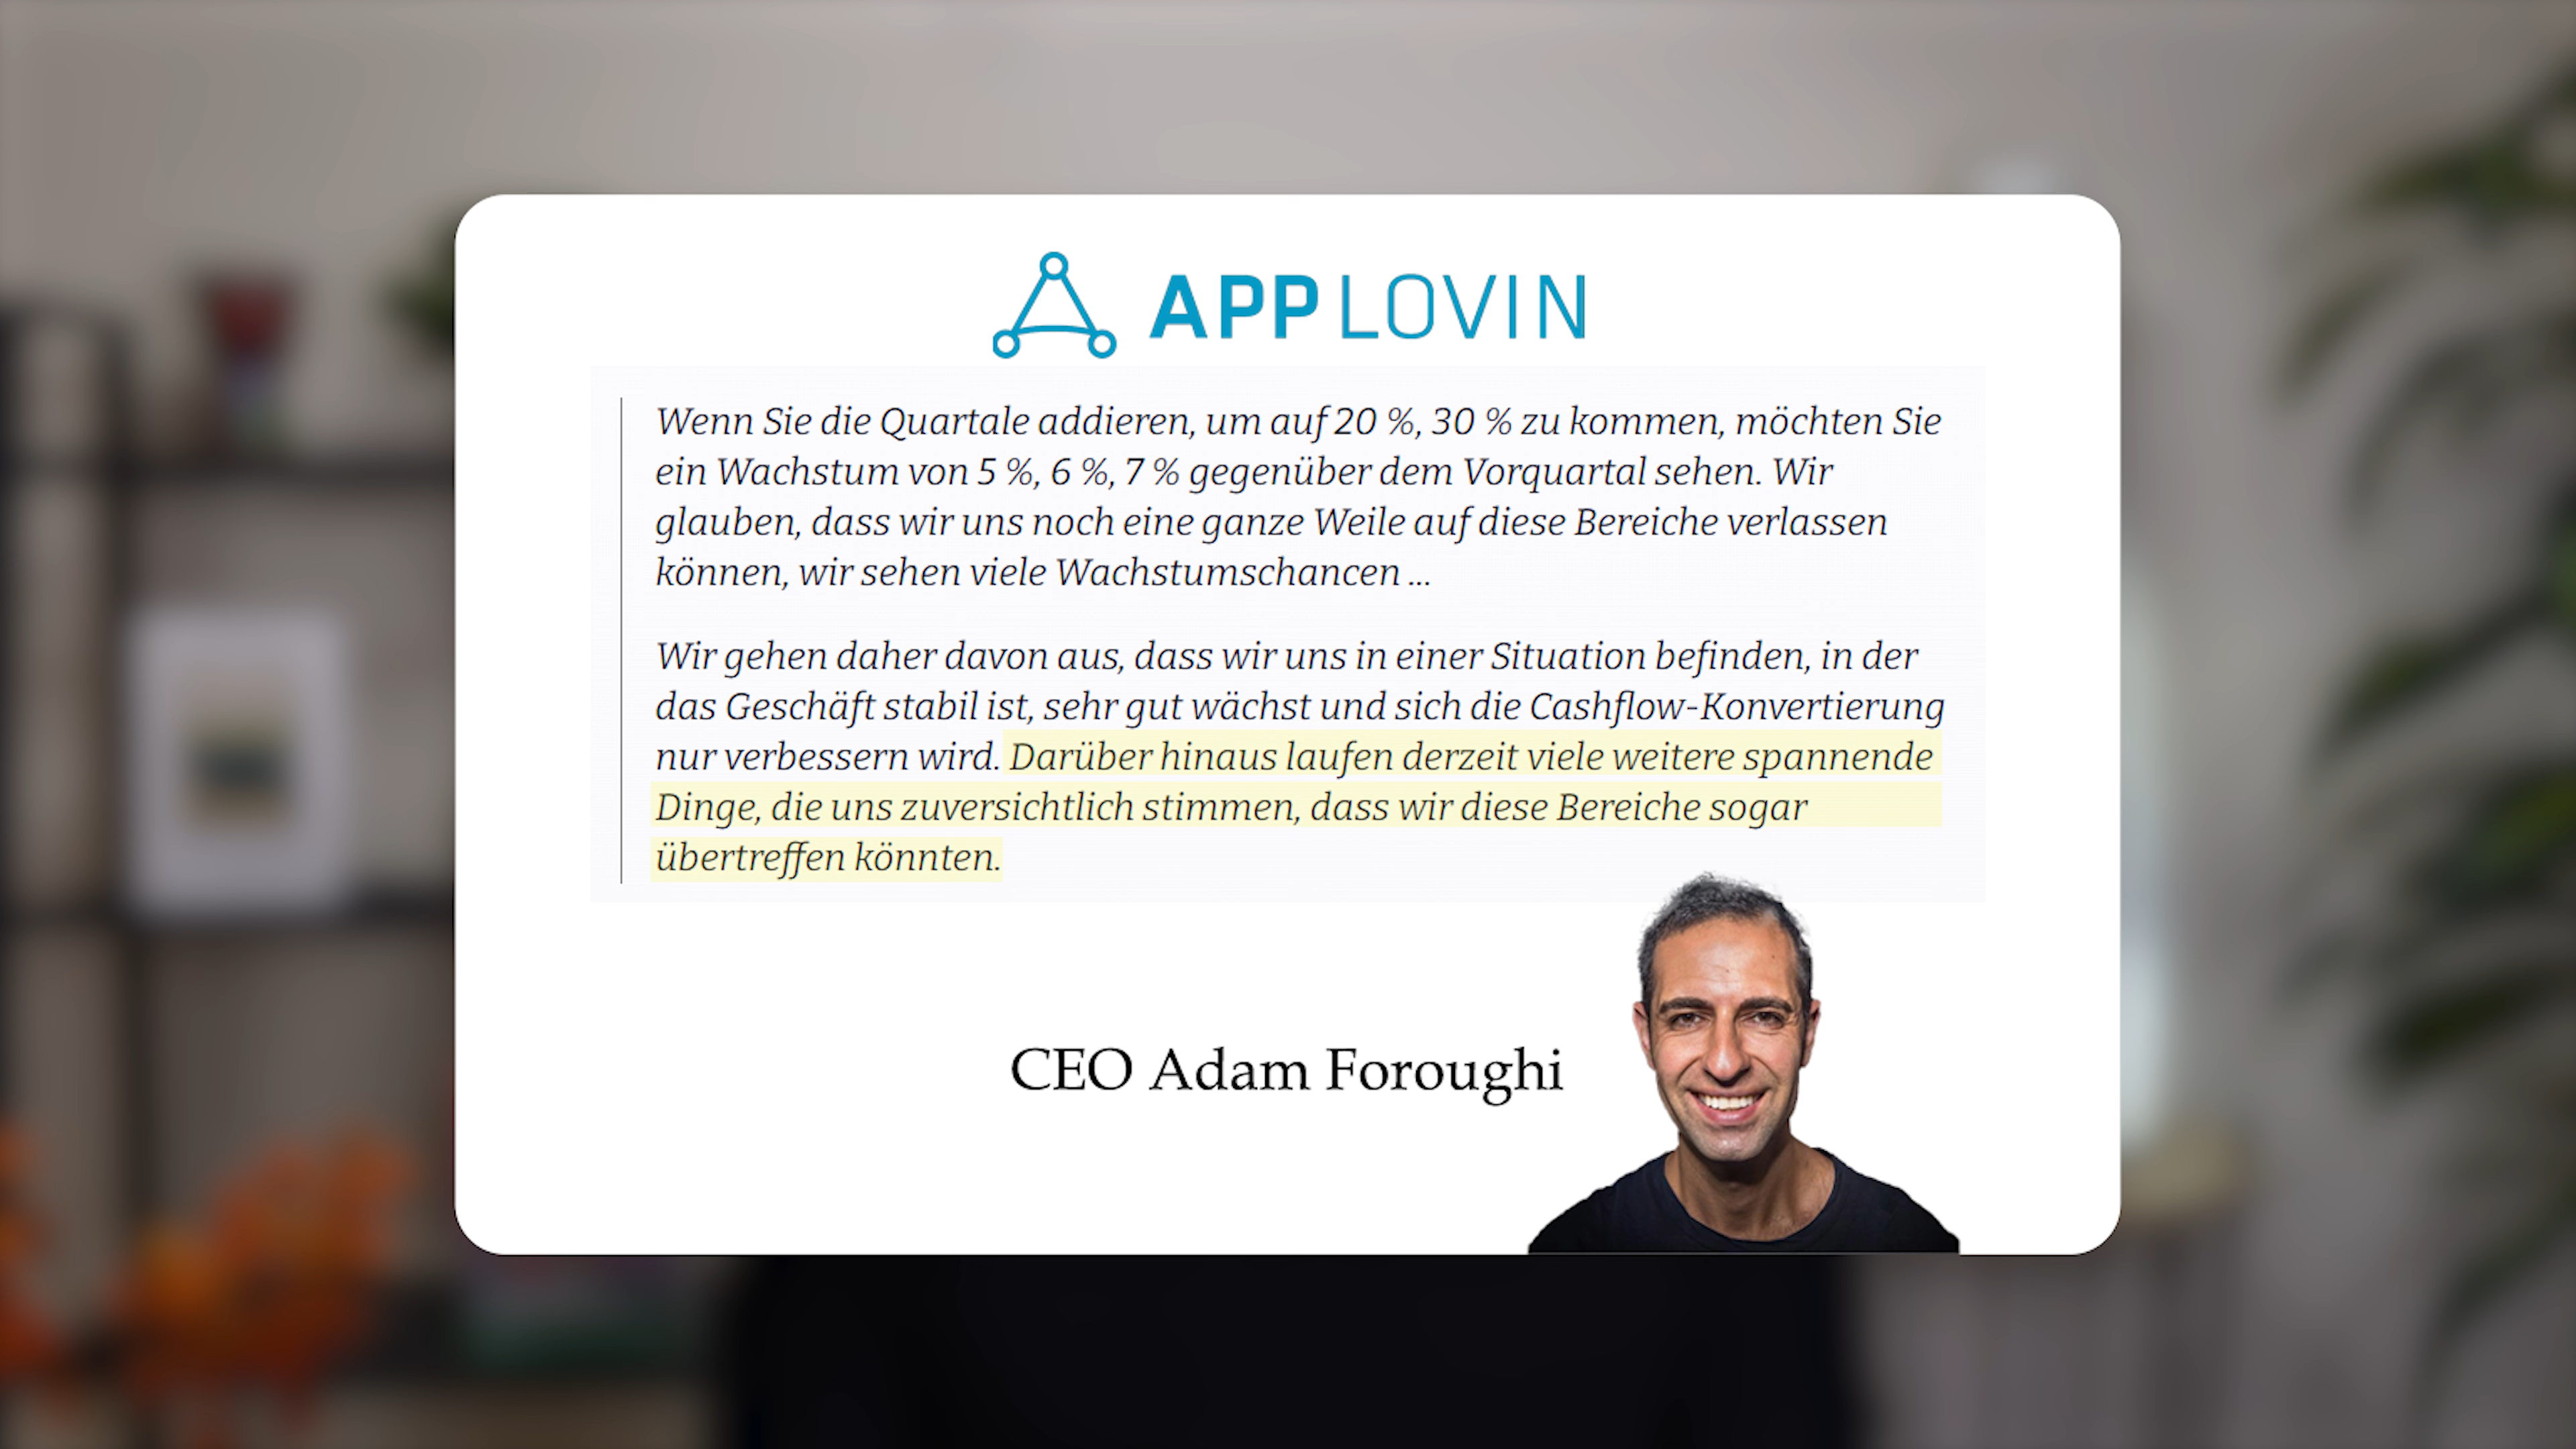 APPLOVIN
Wenn Sie die Quartale addieren, um auf 20 %, 30 % zu kommen, möchten Sie
ein Wachstum von 5 %, 6 %, 7 % gegenüber dem Vorquartal sehen. Wir
glauben, dass wir uns noch eine ganze Weile auf diese Bereiche verlassen
können, wir sehen viele Wachstumschancen ...
Wir gehen daher davon aus, dass wir uns in einer Situation befinden, in der
das Geschäft stabil ist, sehr gut wächst und sich die Cashflow-Konvertierung
nur verbessern wird. Darüber hinaus laufen derzeit viele weitere spannende
Dinge, die uns zuversichtlich stimmen, dass wir diese Bereiche sogar
übertreffen könnten.
CEO Adam Foroughi